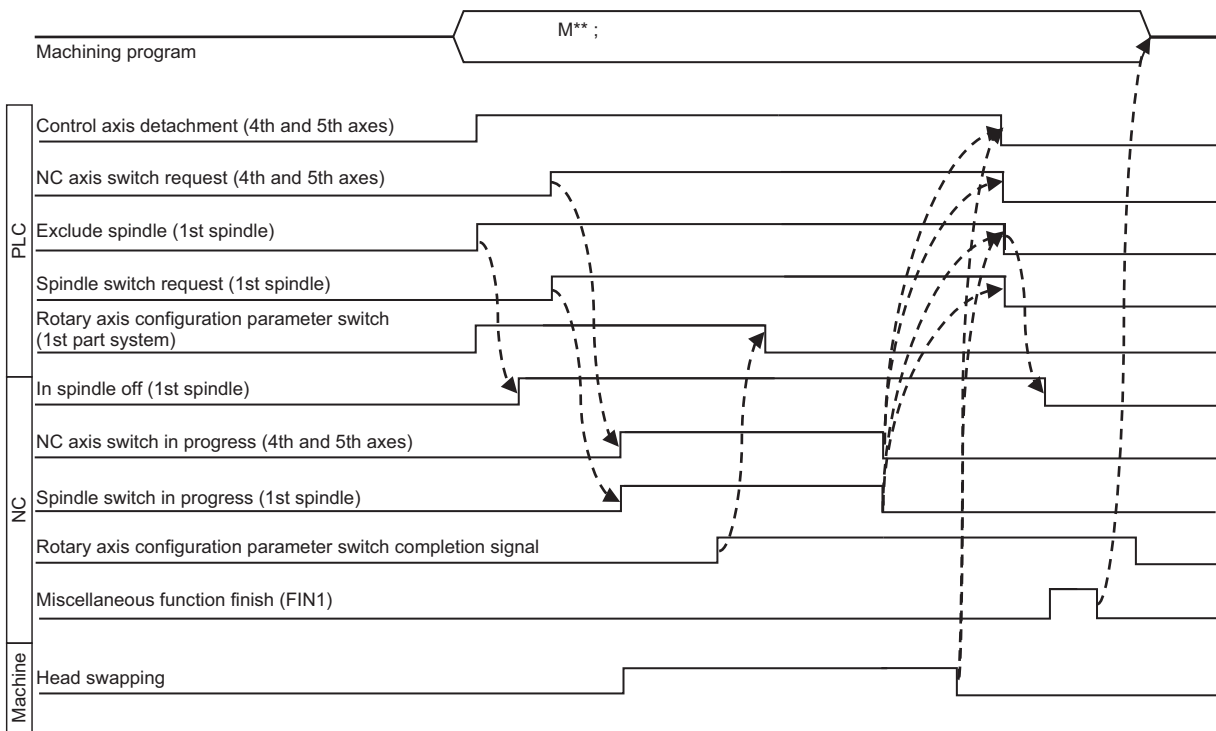 M** ;
Machining program
PLC
Control axis detachment (4th and 5th axes)
NC axis switch request (4th and 5th axes)
Exclude spindle (1st spindle)
Spindle switch request (1st spindle)
Rotary axis configuration parameter switch
(1st part system)
NC
In spindle off (1st spindle)
NC axis switch in progress (4th and 5th axes)
Spindle switch in progress (1st spindle)
Rotary axis configuration parameter switch completion signal
Miscellaneous function finish (FIN1)
Machine
Head swapping